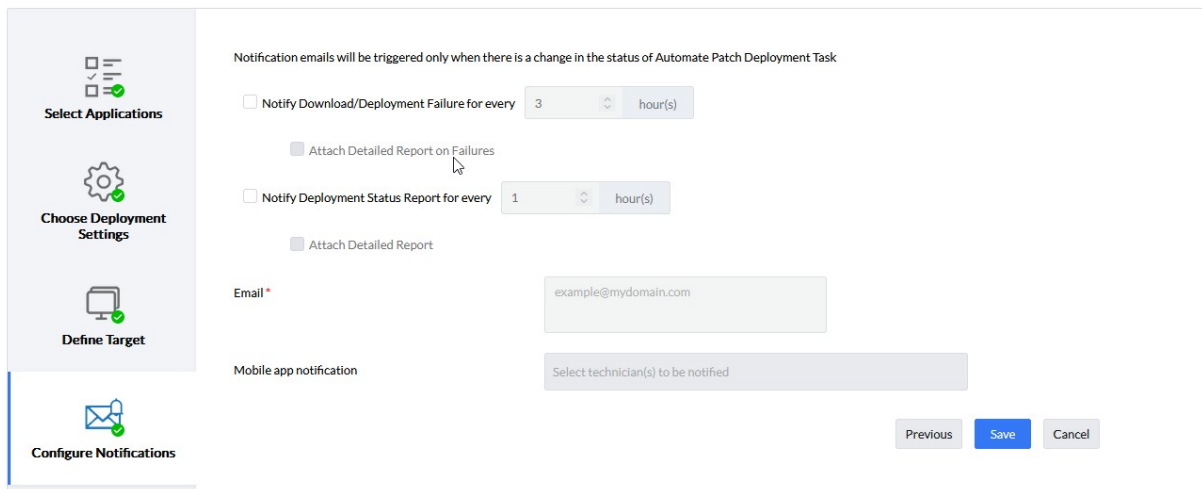 Select Applications
Choose Deployment
Settings
Define Target
Configure Notifications
Notification emails will be triggered only when there is a change in the status of Automate Patch Deployment Task
Notify Download/Deployment Failure for every 3 hour(s)
Attach Detailed Report on Failures
Notify Deployment Status Report for every 1 hour(s)
Attach Detailed Report
Email * example@mydomain.com
Mobile app notification Select technician(s) to be notified
Previous Save Cancel